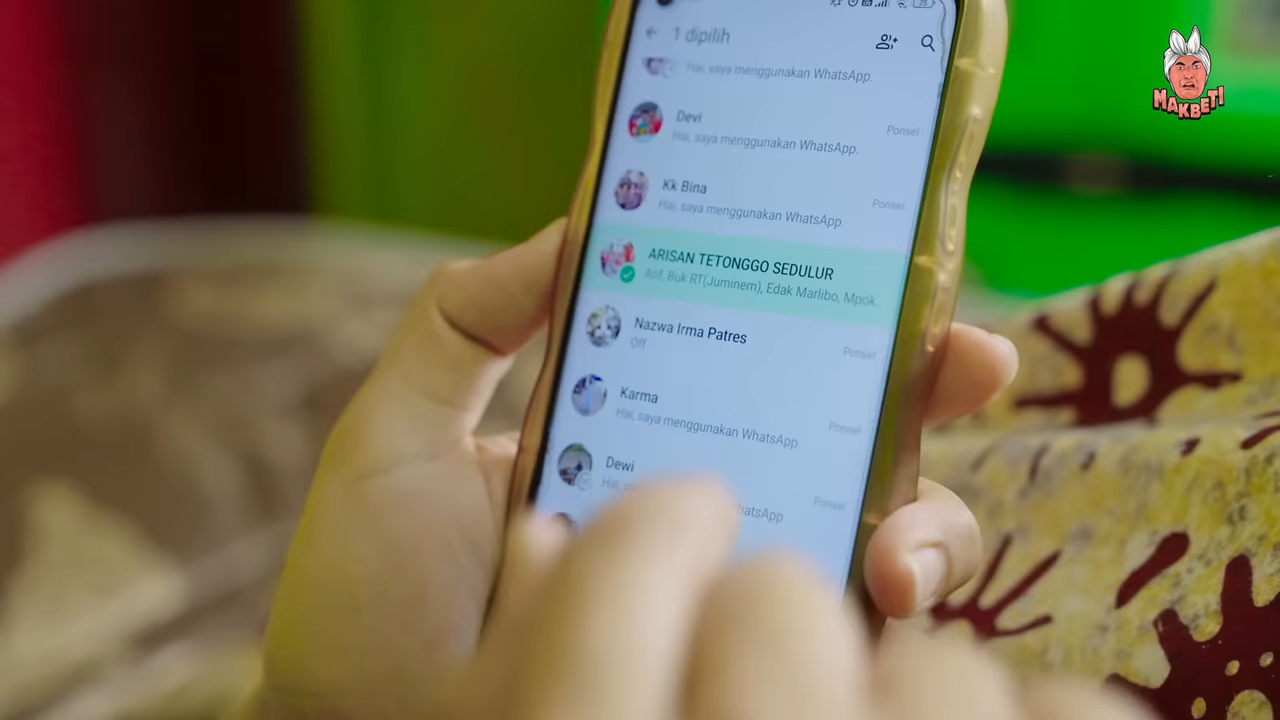 1 dipilih
Hai, saya menggunakan WhatsApp.
Devi
Ponsel
Hai, saya menggunakan WhatsApp.
Kk Bina
Ponsel
Hai, saya menggunakan WhatsApp.
ARISAN TETONGGO SEDULUR
Arif, Buk RT(Juminem), Edak Marlibo, Mpok
Nazwa Irma Patres
Ponsel
Off
Karma
Ponsel
Hai, saya menggunakan WhatsApp.
Dewi
Ponsel
Hai,
MAKBETI